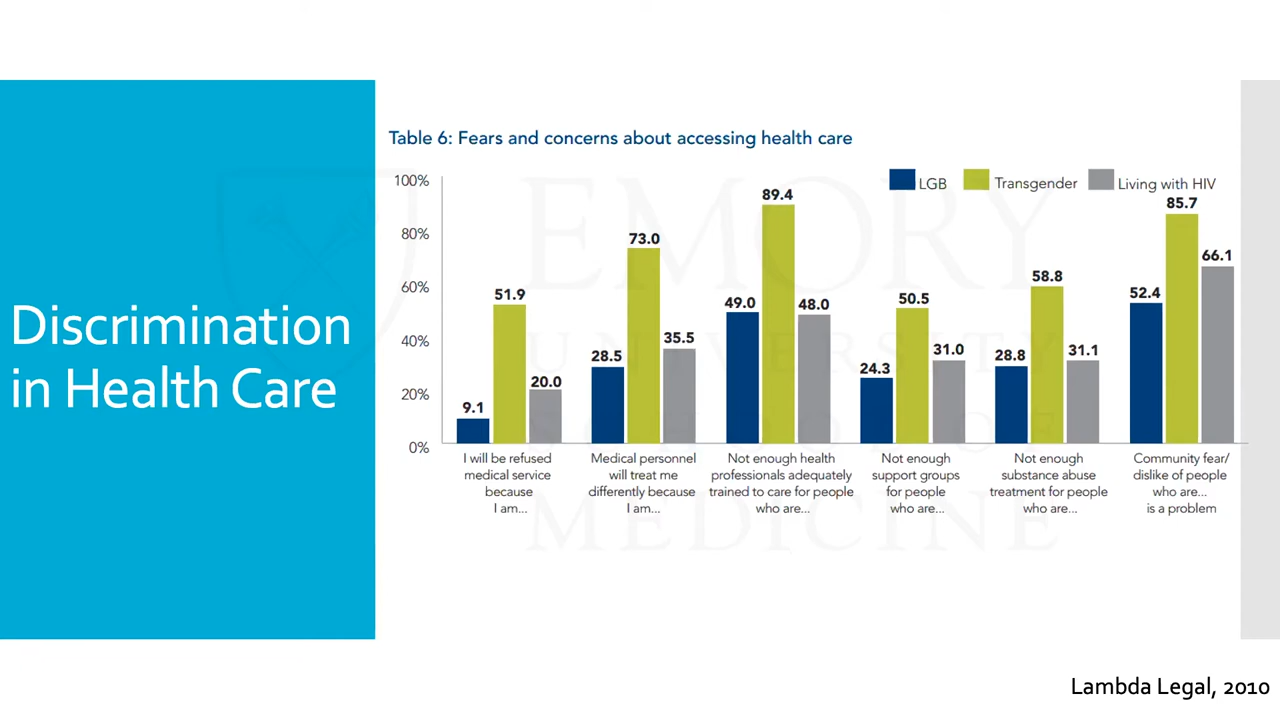 Discrimination
in Health Care
Table 6: Fears and concerns about accessing health care
LGB Transgender Living with HIV
100%
80%
60%
40%
20%
0%
9.1 51.9 20.0
28.5 73.0 35.5
49.0 89.4 48.0
24.3 50.5 31.0
28.8 58.8 31.1
52.4 85.7 66.1
I will be refused
medical service
because
I am...
Medical personnel
will treat me
differently because
I am...
Not enough health
professionals adequately
trained to care for people
who are...
Not enough
support groups
for people
who are...
Not enough
substance abuse
treatment for people
who are...
Community fear/
dislike of people
who are...
is a problem
EMORY
UNIVERSITY
SCHOOL OF
MEDICINE
Lambda Legal, 2010